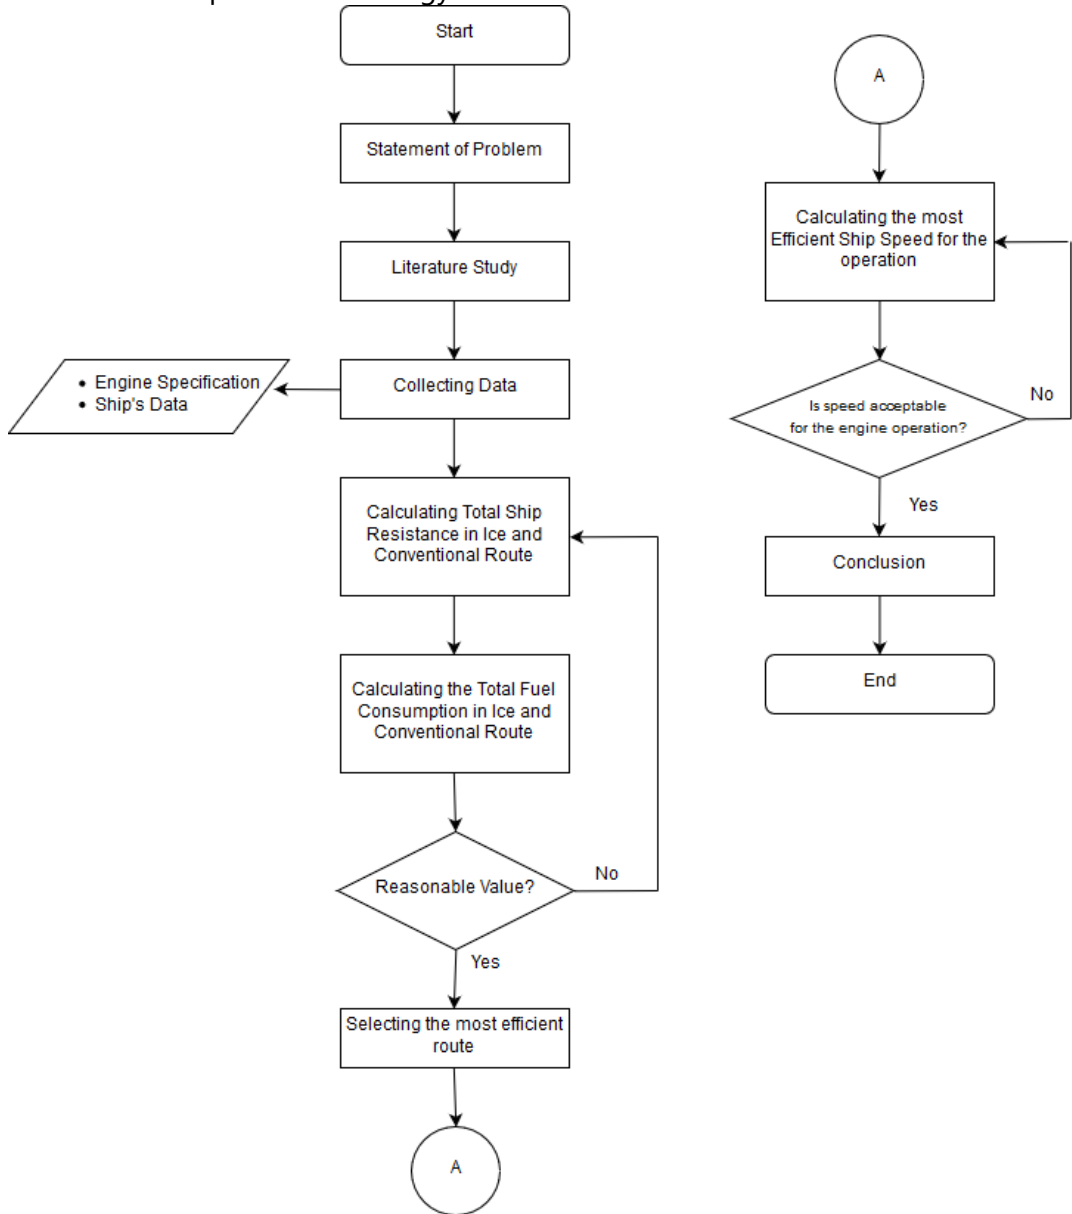 Start
Statement of Problem
Literature Study
Collecting Data
• Engine Specification
• Ship's Data
Calculating Total Ship
Resistance in Ice and
Conventional Route
Calculating the Total Fuel
Consumption in Ice and
Conventional Route
Reasonable Value?
No
Yes
Selecting the most efficient
route
A
A
Calculating the most
Efficient Ship Speed for the
operation
Is speed acceptable
for the engine operation?
No
Yes
Conclusion
End